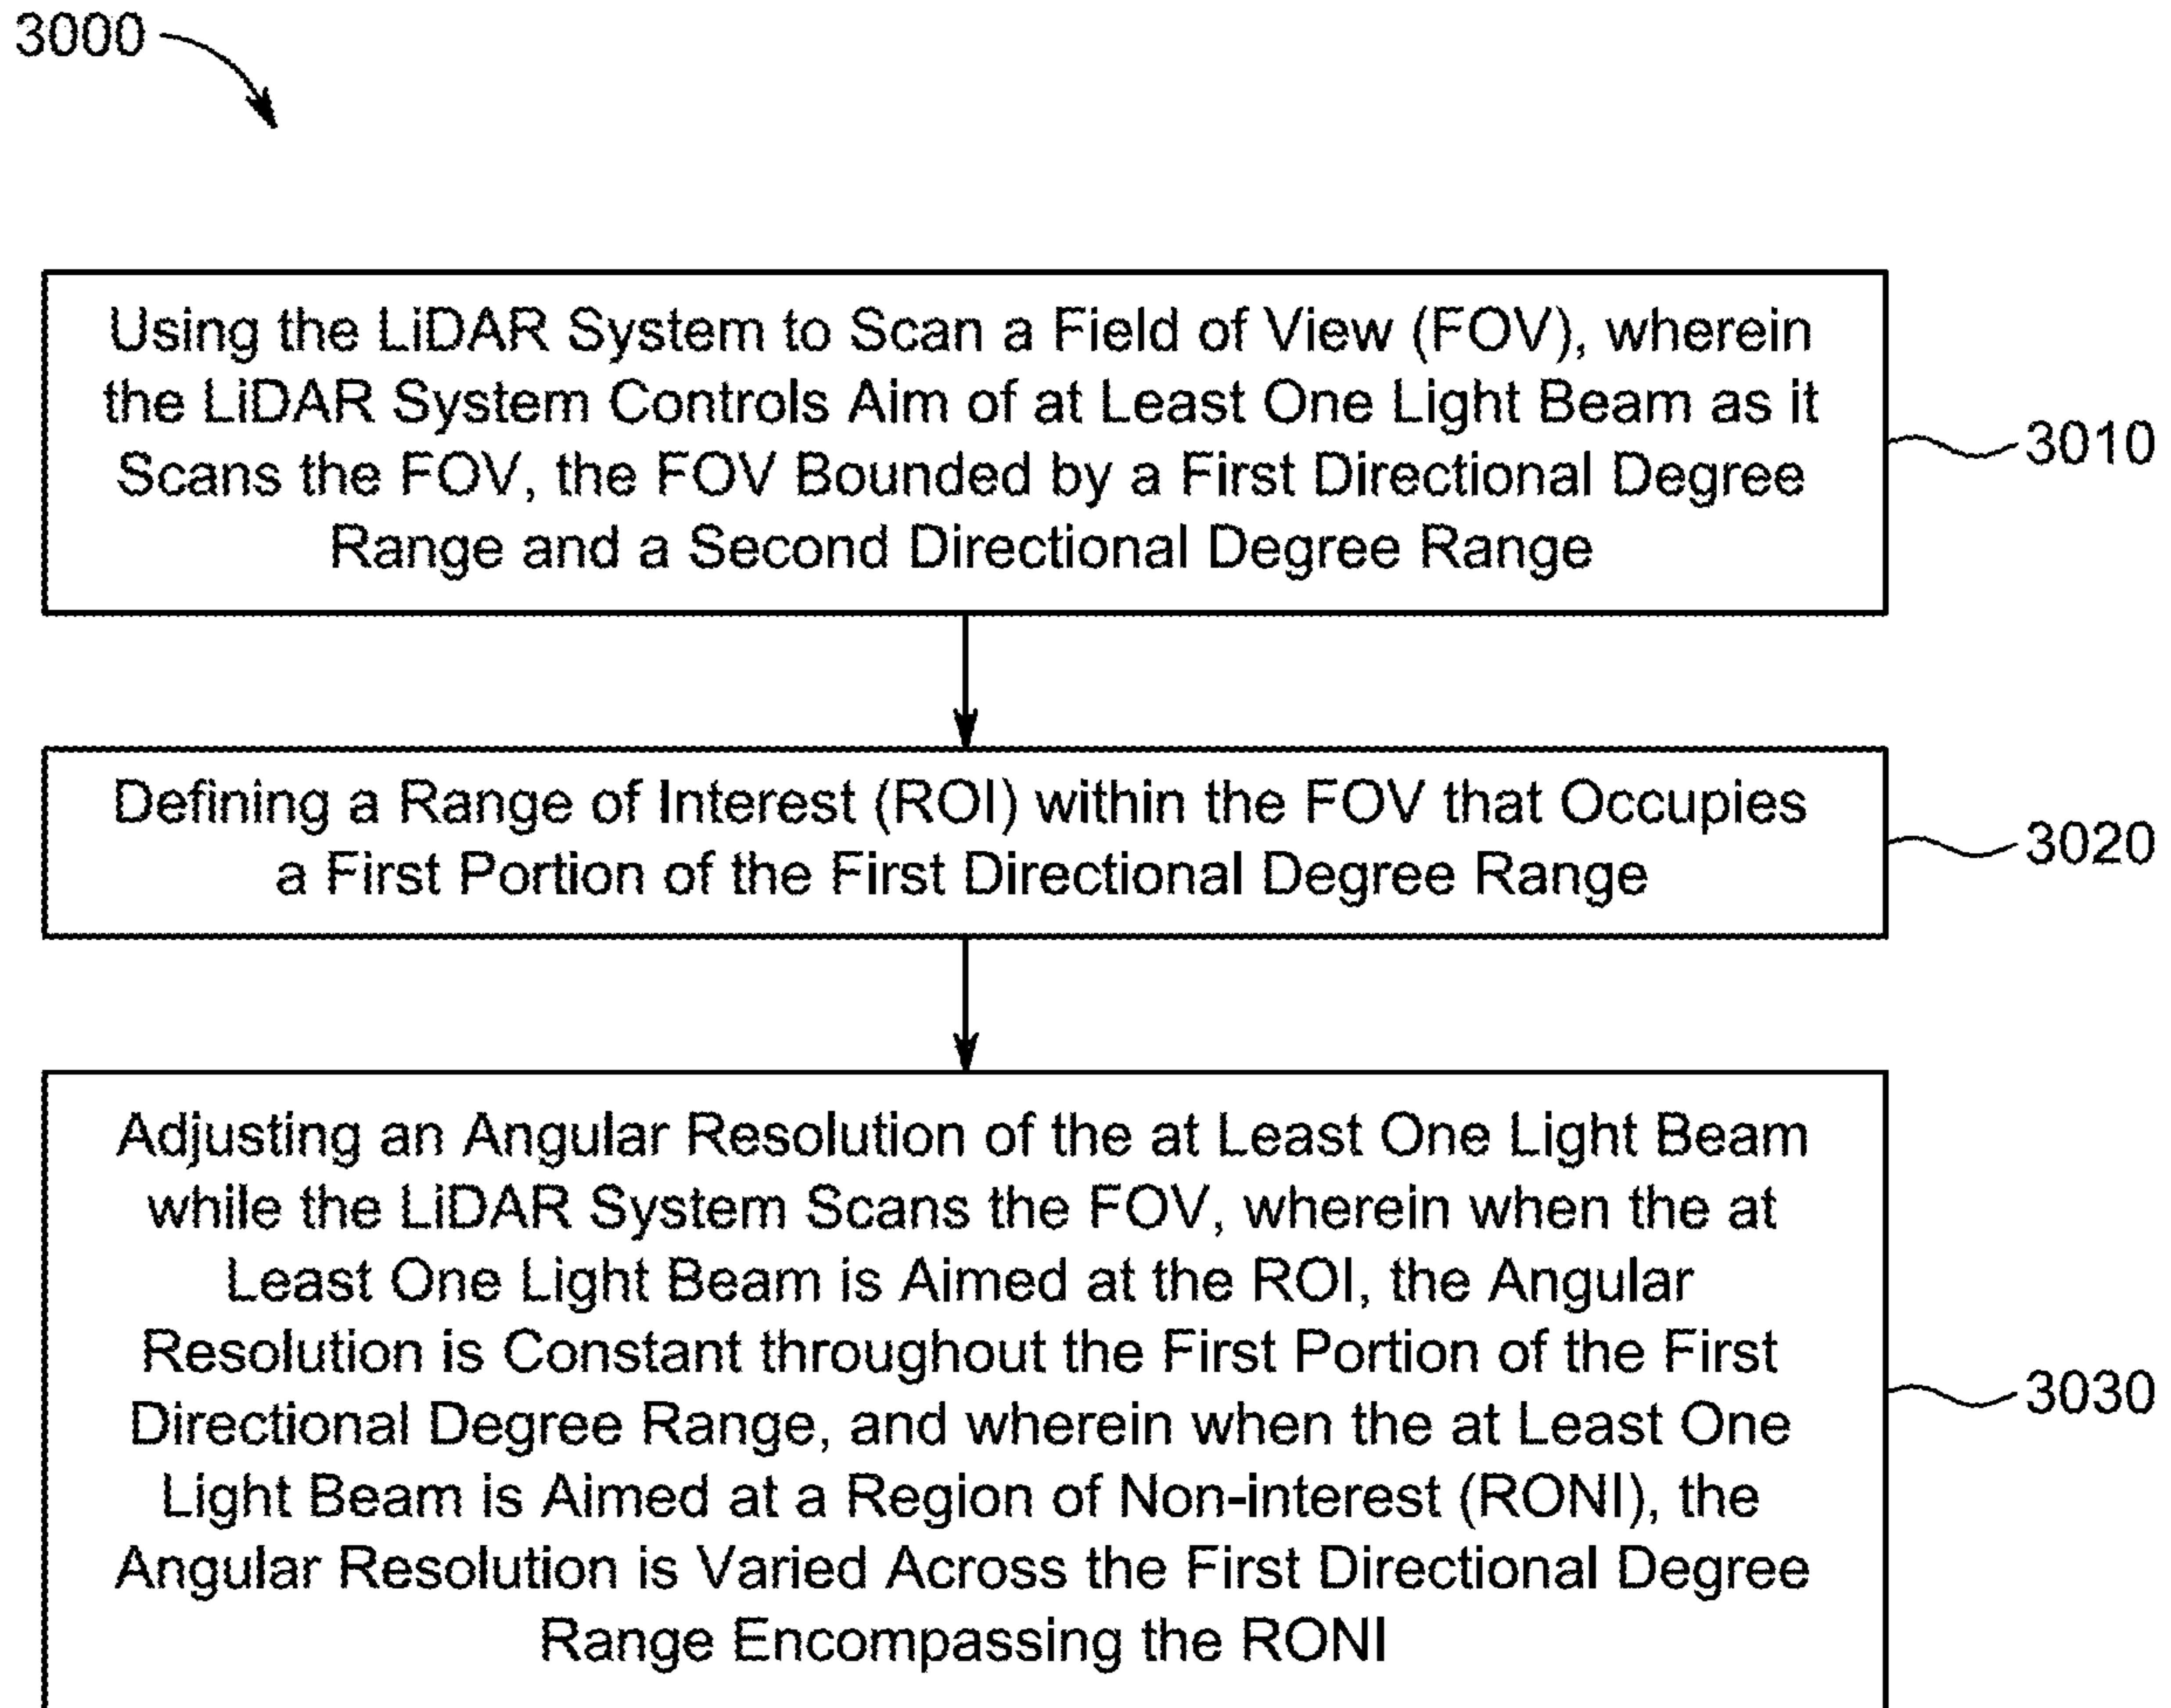 3000
Using the LiDAR System to Scan a Field of View (FOV), wherein
the LiDAR System Controls Aim of at Least One Light Beam as it
Scans the FOV, the FOV Bounded by a First Directional Degree
Range and a Second Directional Degree Range
3010
Defining a Range of Interest (ROI) within the FOV that Occupies
a First Portion of the First Directional Degree Range
3020
Adjusting an Angular Resolution of the at Least One Light Beam
while the LiDAR System Scans the FOV, wherein when the at
Least One Light Beam is Aimed at the ROI, the Angular
Resolution is Constant throughout the First Portion of the First
Directional Degree Range, and wherein when the at Least One
Light Beam is Aimed at a Region of Non-interest (RONI), the
Angular Resolution is Varied Across the First Directional Degree
Range Encompassing the RONI
3030